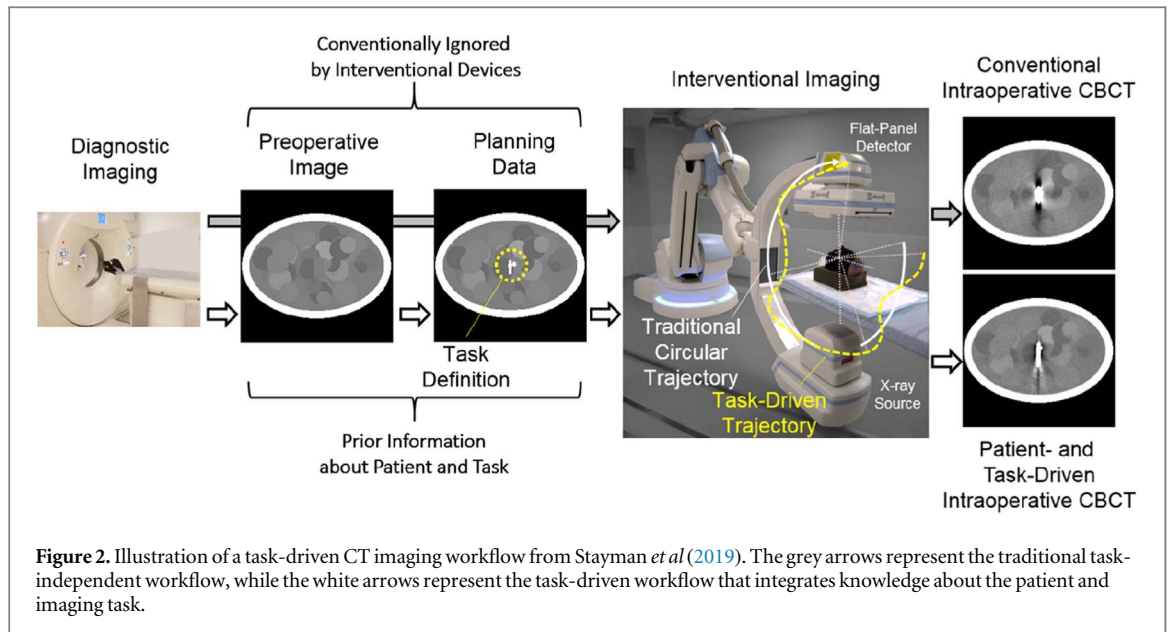 Conventionally Ignored
by Interventional Devices
Diagnostic
Imaging
Preoperative
Image
Planning
Data
Interventional Imaging
Conventional
Intraoperative CBCT
Flat-Panel
Detector
Traditional
Circular
Trajectory
Task-Driven
Trajectory
X-ray
Source
Task
Definition
Prior Information
about Patient and Task
Patient- and
Task-Driven
Intraoperative CBCT
Figure 2. Illustration of a task-driven CT imaging workflow from Stayman et al (2019). The grey arrows represent the traditional task-
independent workflow, while the white arrows represent the task-driven workflow that integrates knowledge about the patient and
imaging task.